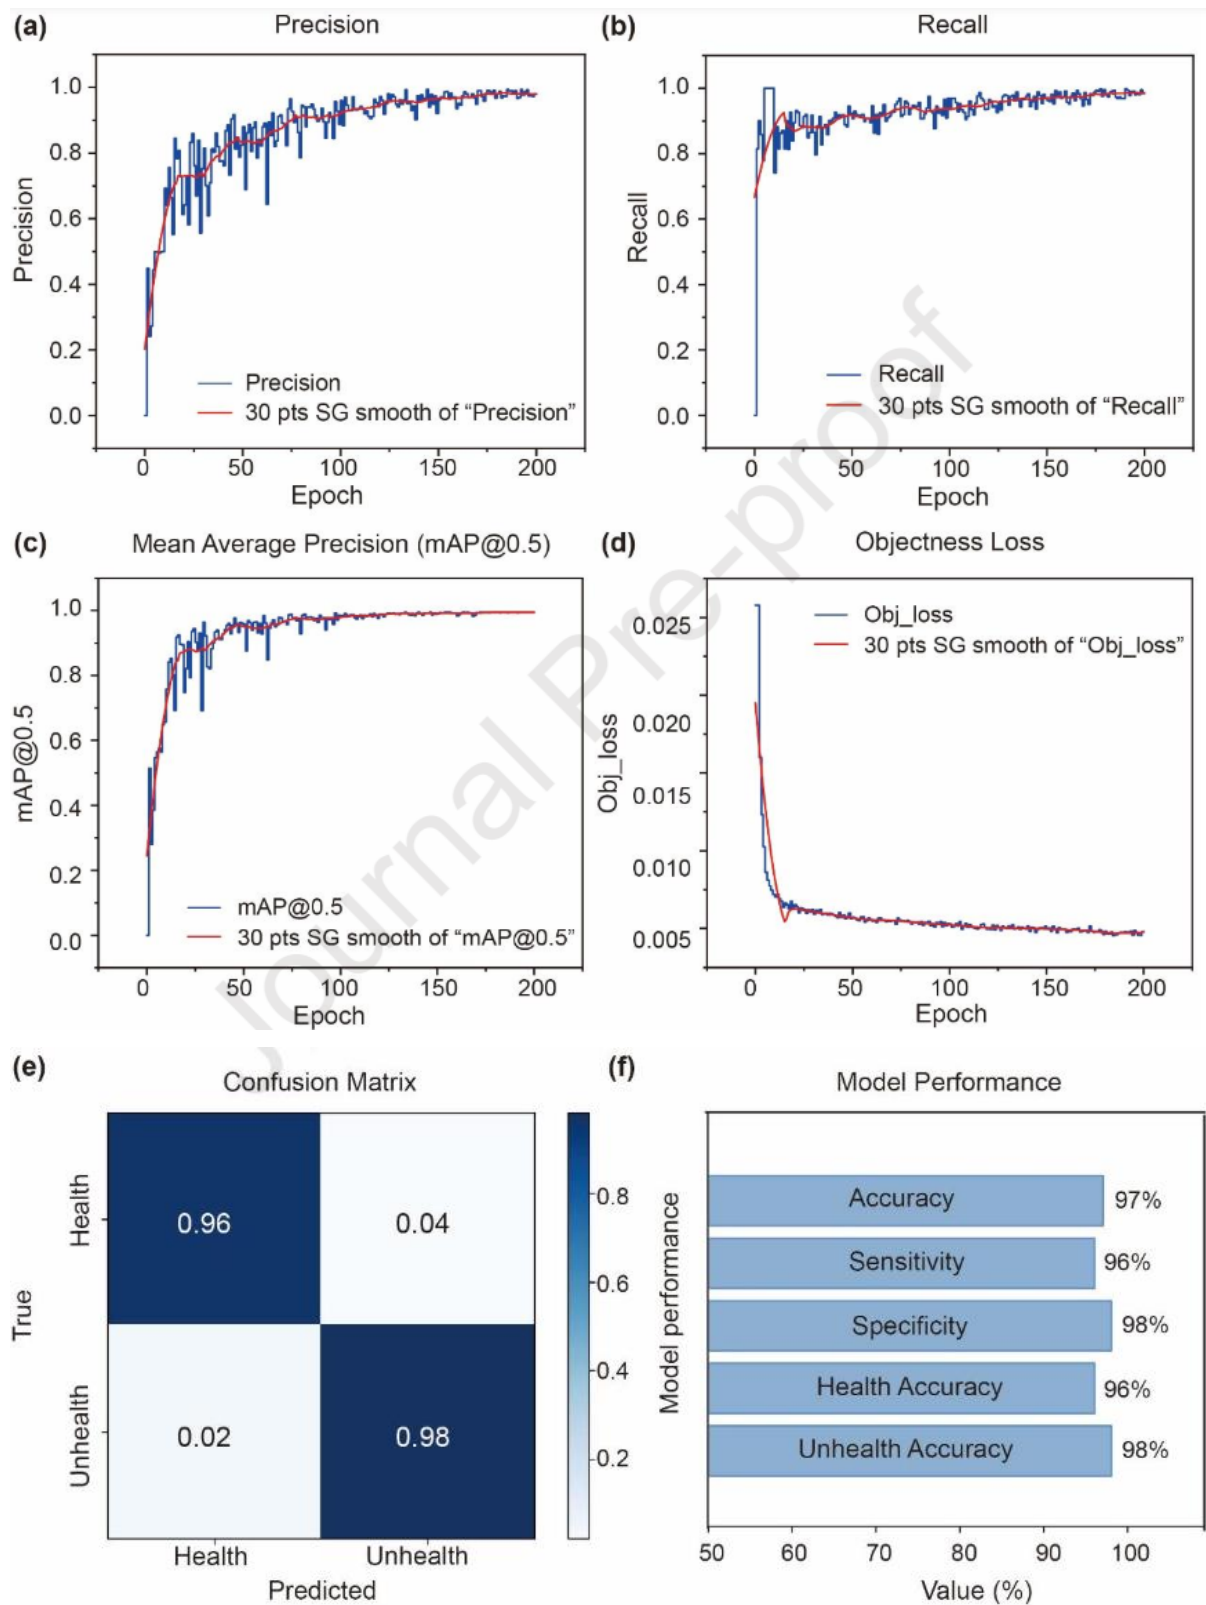 (a) Precision
1.0
0.8
0.6
0.4
0.2
0.0
Precision
Precision
30 pts SG smooth of “Precision”
0 50 100 150 200
Epoch
(b) Recall
1.0
0.8
0.6
0.4
0.2
0.0
Recall
Recall
30 pts SG smooth of “Recall”
0 50 100 150 200
Epoch
(c) Mean Average Precision (mAP@0.5)
1.0
0.8
0.6
0.4
0.2
0.0
mAP@0.5
mAP@0.5
30 pts SG smooth of “mAP@0.5”
0 50 100 150 200
Epoch
(d) Objectness Loss
0.025
0.020
0.015
0.010
0.005
Obj_loss
Obj_loss
30 pts SG smooth of “Obj_loss”
0 50 100 150 200
Epoch
Journal Pre-proof
(e) Confusion Matrix
True
Health
Unhealth
0.96 0.04
0.02 0.98
Health Unhealth
Predicted
0.8
0.6
0.4
0.2
(f) Model Performance
Model performance
Accuracy 97%
Sensitivity 96%
Specificity 98%
Health Accuracy 96%
Unhealth Accuracy 98%
50 60 70 80 90 100
Value (%)